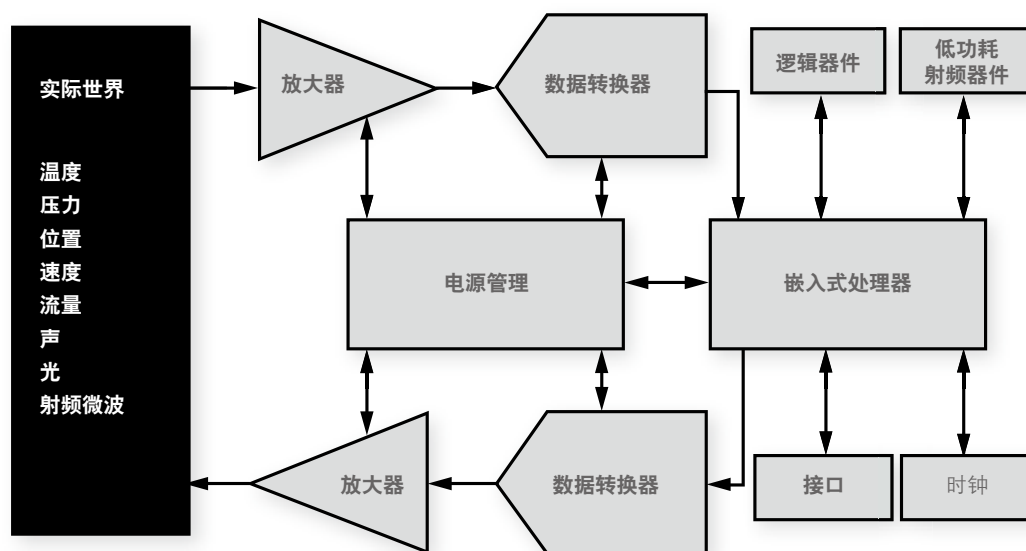 实际世界
温度
压力
位置
速度
流量
声
光
射频微波
放大器
数据转换器
逻辑器件
低功耗
射频器件
电源管理
嵌入式处理器
放大器
数据转换器
接口
时钟